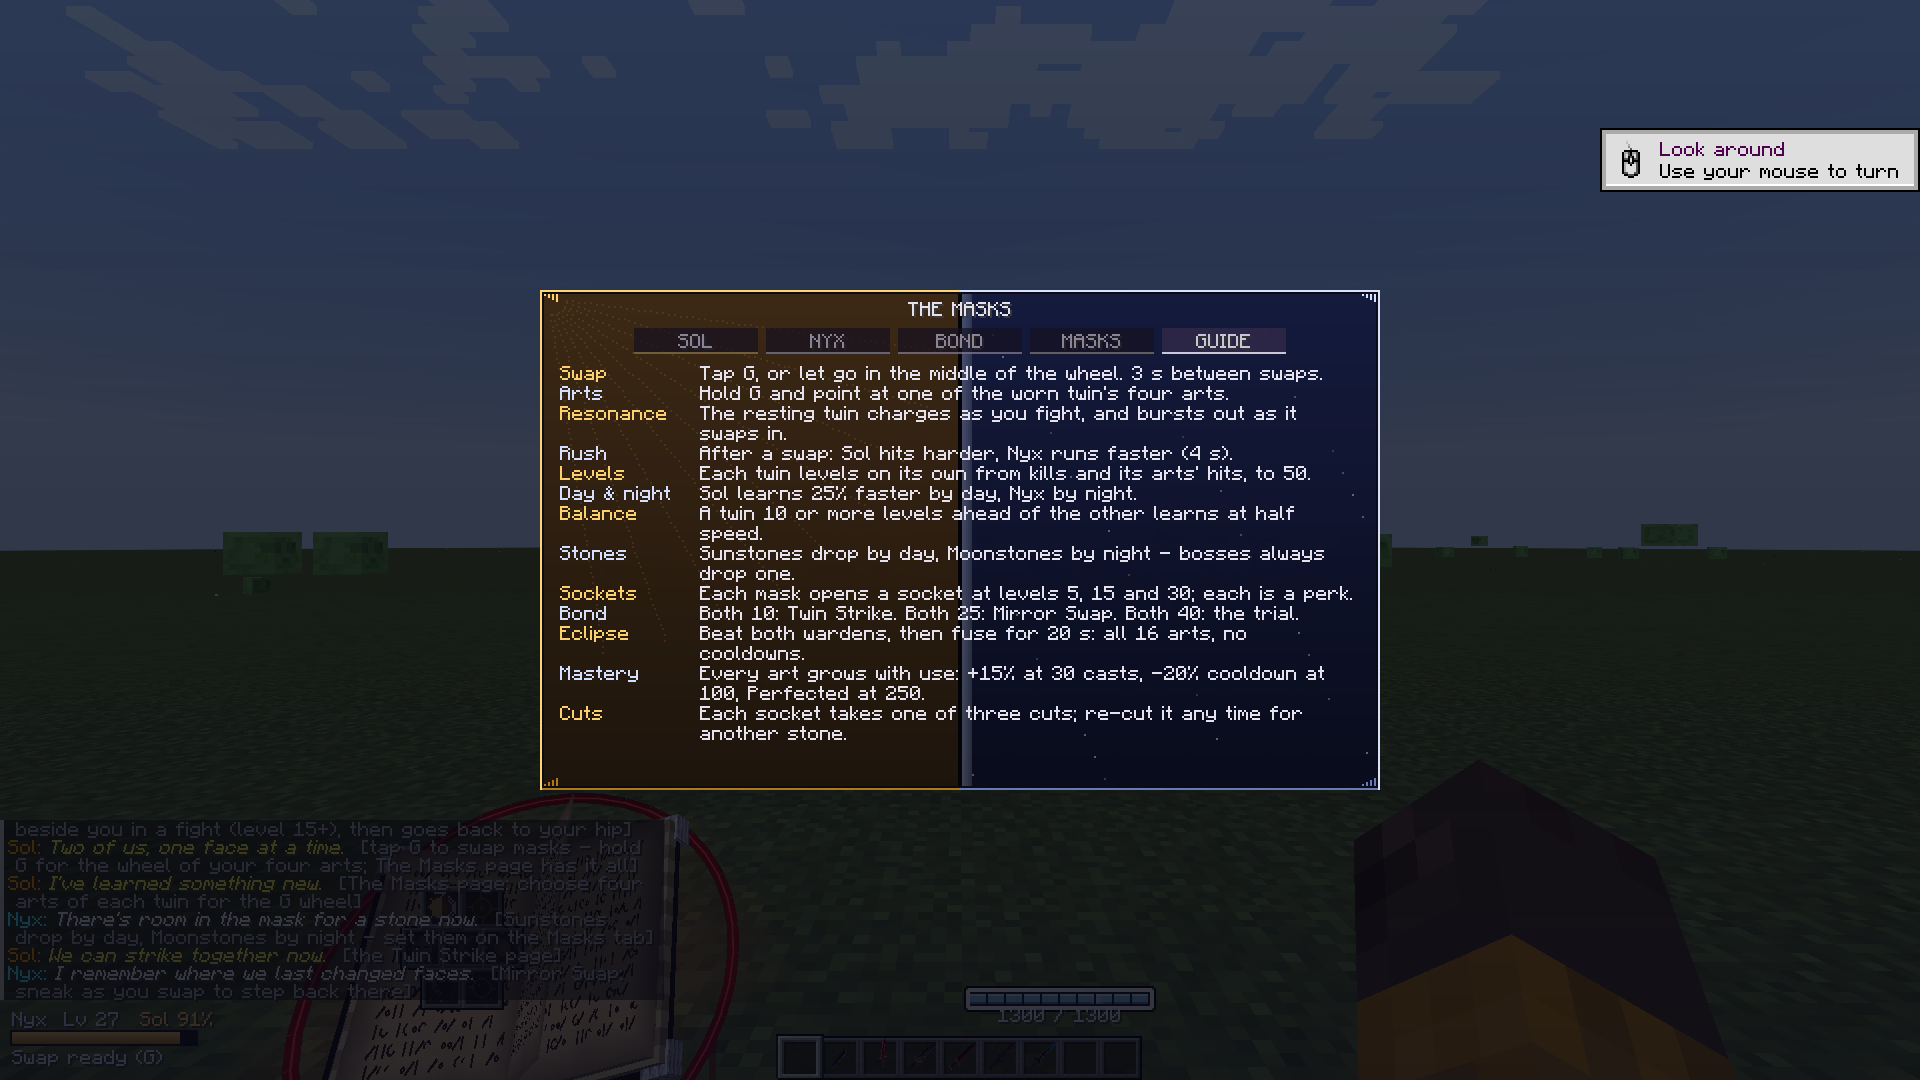 Look around
Use your mouse to turn
THE MASKS
SOL NYX BOND MASKS GUIDE
Swap Tap G, or let go in the middle of the wheel. 3 s between swaps.
Arts Hold G and point at one of the worn twin's four arts.
Resonance The resting twin charges as you fight, and bursts out as it
swaps in.
Rush After a swap: Sol hits harder, Nyx runs faster (4 s).
Levels Each twin levels on its own from kills and its arts' hits, to 50.
Day & night Sol learns 25% faster by day, Nyx by night.
Balance A twin 10 or more levels ahead of the other learns at half
speed.
Stones Sunstones drop by day, Moonstones by night - bosses always
drop one.
Sockets Each mask opens a socket at levels 5, 15 and 30; each is a perk.
Bond Both 10: Twin Strike. Both 25: Mirror Swap. Both 40: the trial.
Eclipse Beat both wardens, then fuse for 20 s: all 16 arts, no
cooldowns.
Mastery Every art grows with use: +15% at 30 casts, -20% cooldown at
100, Perfected at 250.
Cuts Each socket takes one of three cuts; re-cut it any time for
another stone.
beside you in a fight (level 15+), then goes back to your hip]
Sol: Two of us, one face at a time. [tap G to swap masks - hold
G for the wheel of your four arts; The Masks page has it all]
Sol: I've learned something new. [The Masks page: choose four
arts of each twin for the G wheel]
Nyx: There's room in the mask for a stone now. [Sunstones
drop by day, Moonstones by night - set them on the Masks tab]
Sol: We can strike together now. [the Twin Strike page]
Nyx: I remember where we last changed faces. [Mirror Swap:
sneak as you swap to step back there]
Nyx Lv 27 Sol 91%
Swap ready (G)
1300 / 1300